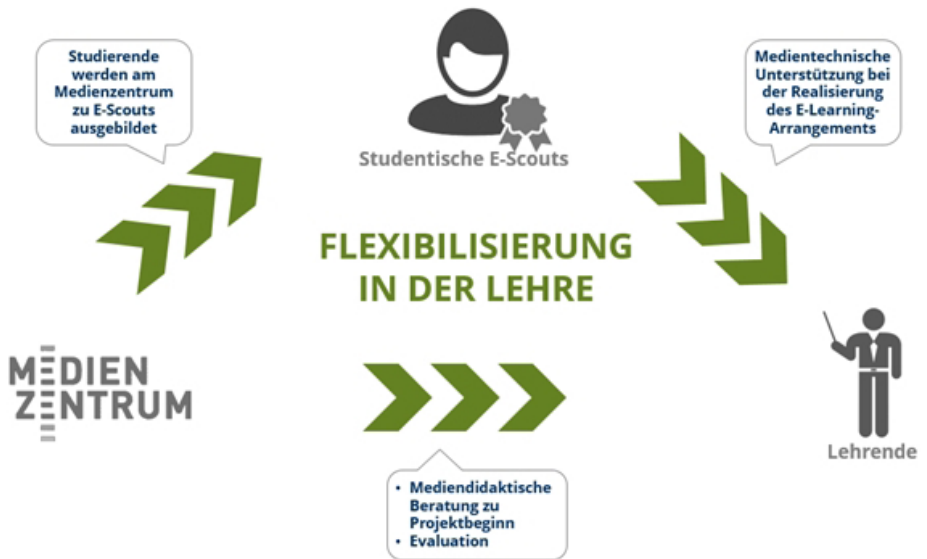 Studierende
werden am
Medienzentrum
zu E-Scouts
ausgebildet
Studentische E-Scouts
Medientechnische
Unterstützung bei
der Realisierung
des E-Learning-
Arrangements
FLEXIBILISIERUNG
IN DER LEHRE
MEDIEN
ZENTRUM
Lehrende
• Mediendidaktische
Beratung zu
Projektbeginn
• Evaluation